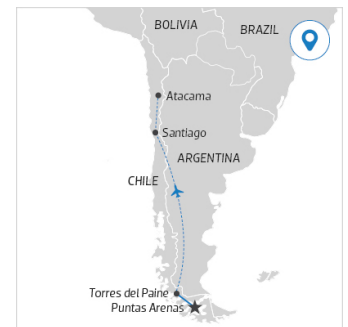 BOLIVIA
BRAZIL
Atacama
Santiago
ARGENTINA
CHILE
Torres del Paine
Puntas Arenas